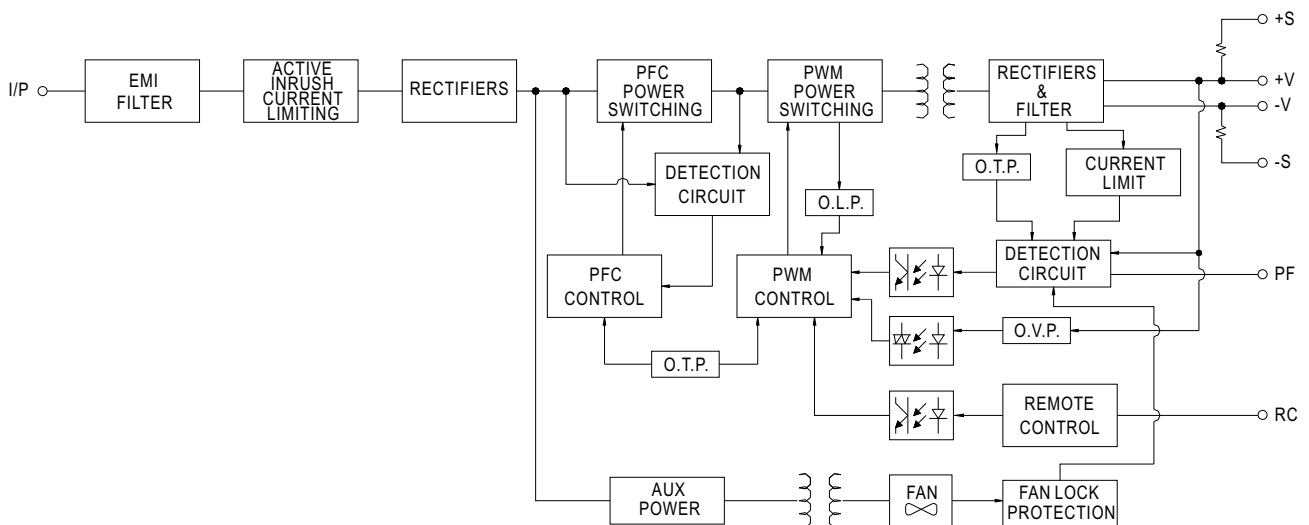 +S
I/P
EMI
FILTER
ACTIVE
INRUSH
CURRENT
LIMITING
RECTIFIERS
PFC
POWER
SWITCHING
PWM
POWER
SWITCHING
RECTIFIERS
&
FILTER
+V
-V
DETECTION
CIRCUIT
O.L.P.
O.T.P.
CURRENT
LIMIT
-S
PFC
CONTROL
PWM
CONTROL
DETECTION
CIRCUIT
PF
O.T.P.
O.V.P.
REMOTE
CONTROL
RC
AUX
POWER
FAN
FAN LOCK
PROTECTION